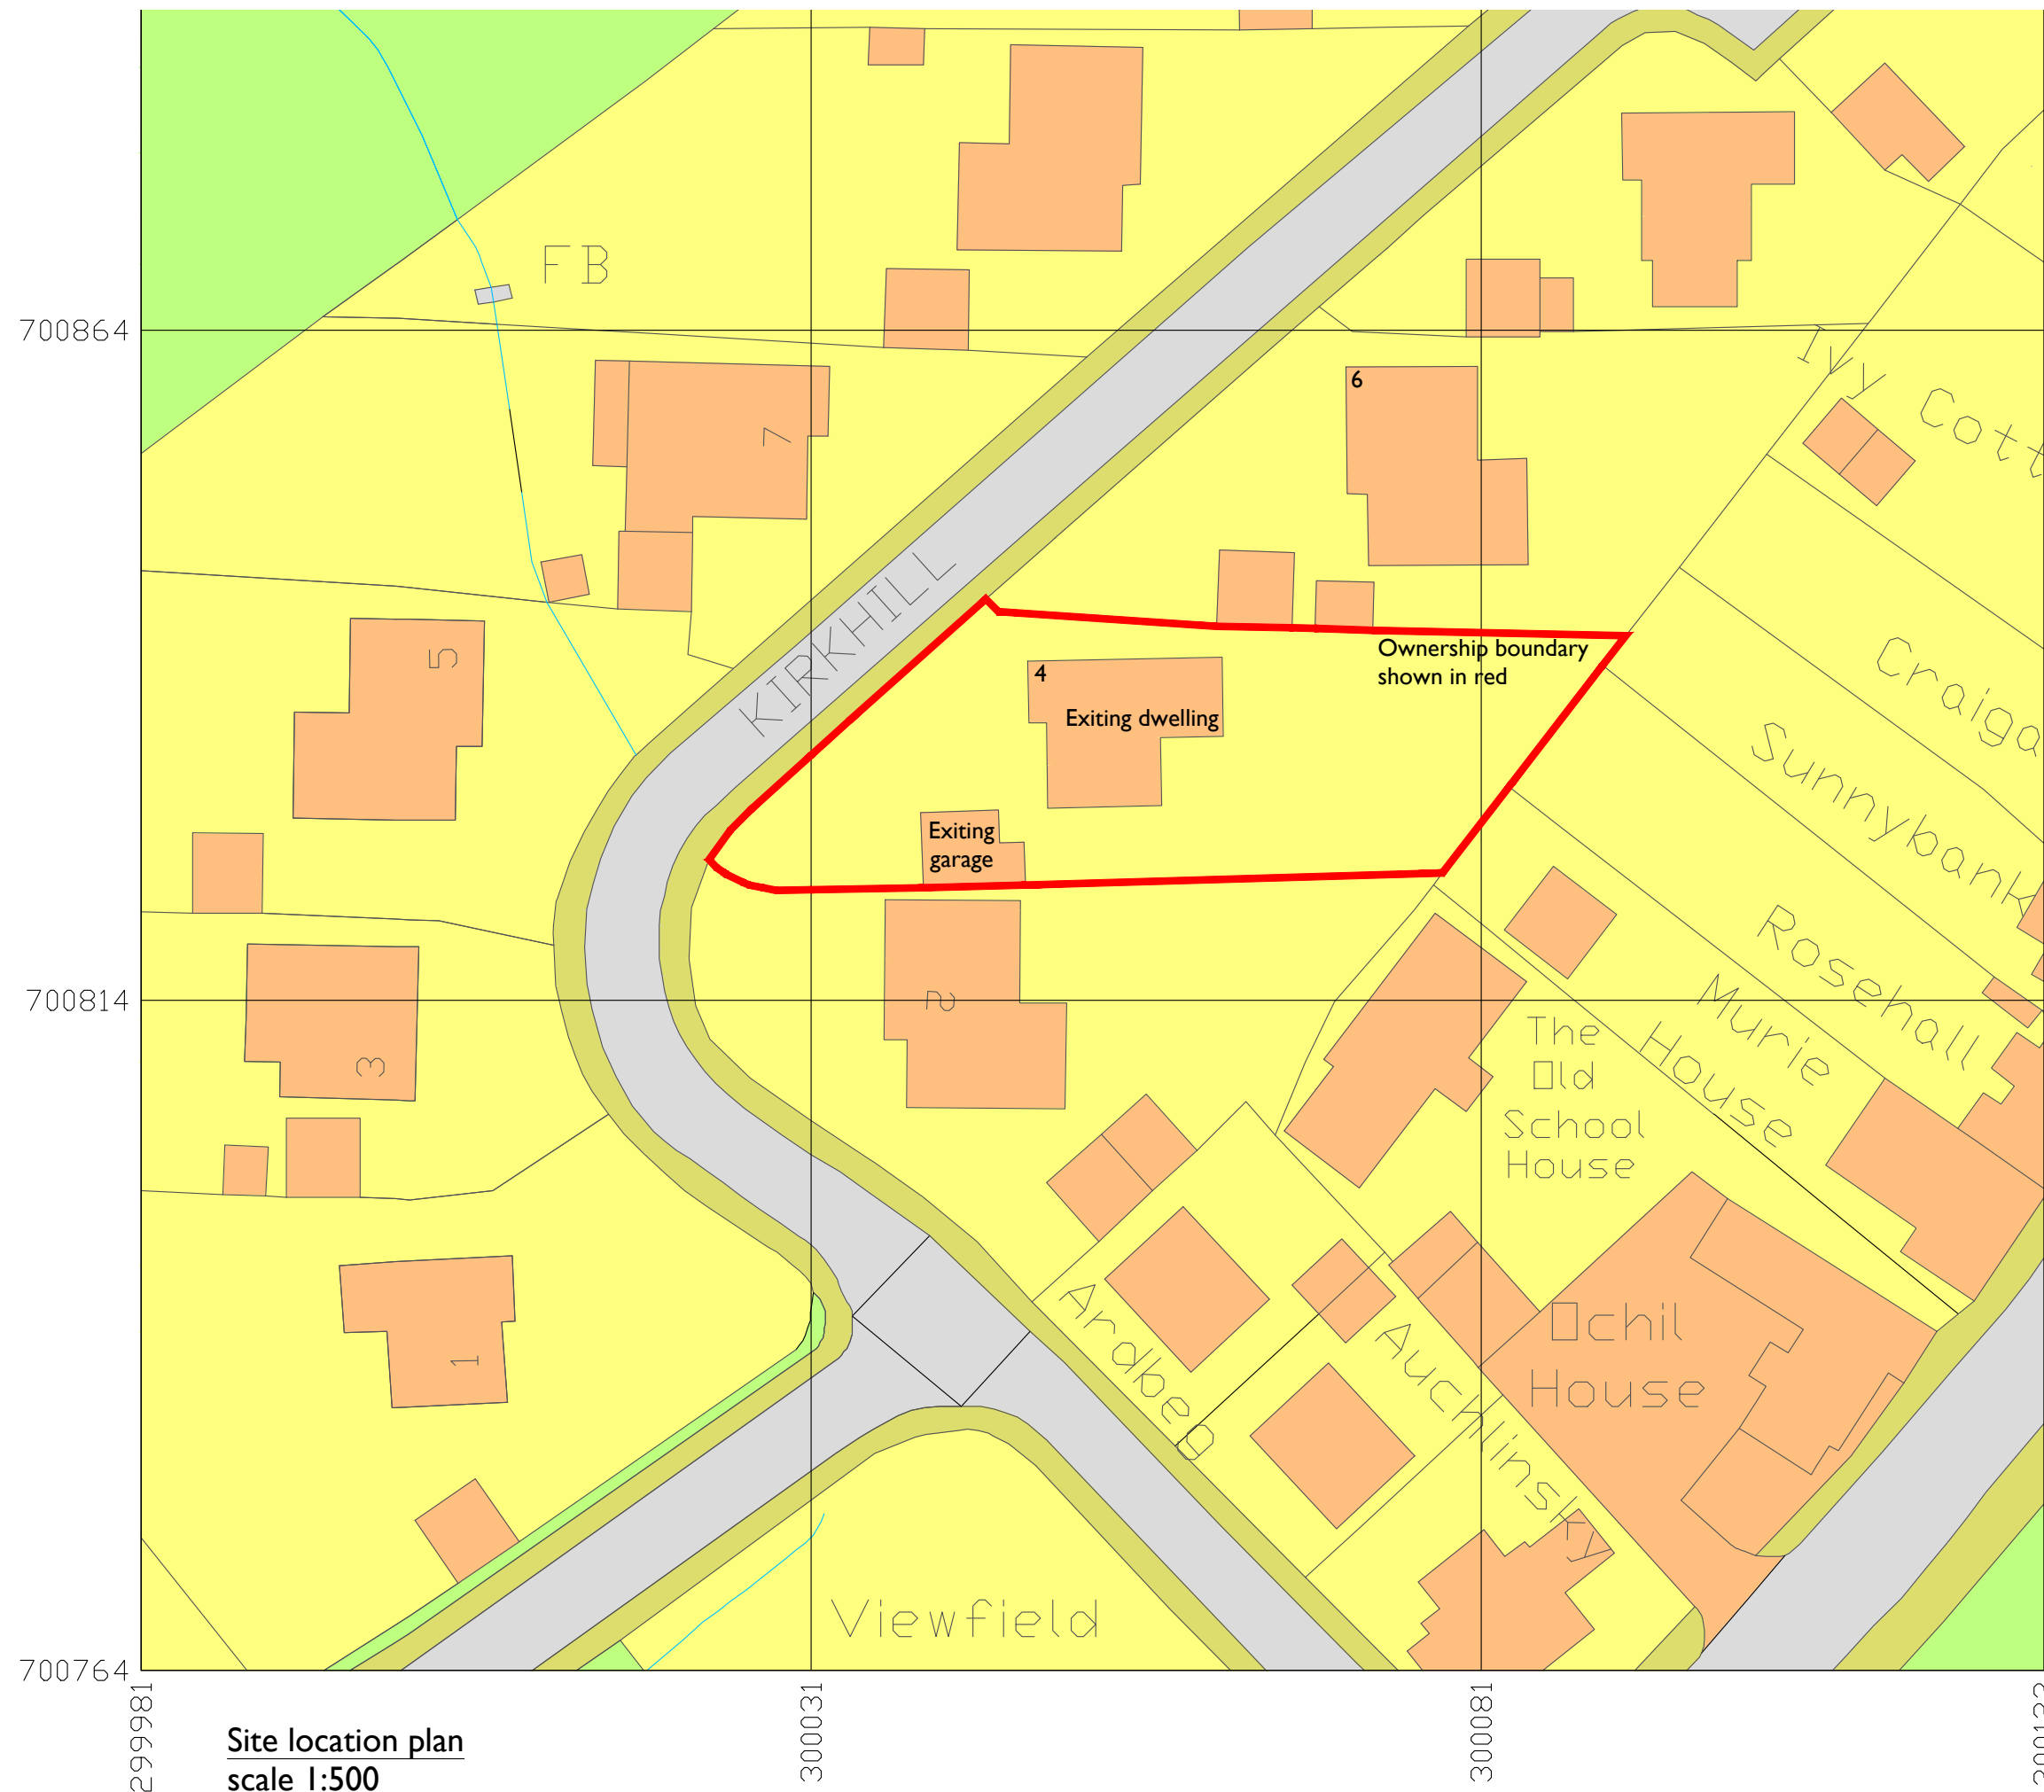 FB
700864
Ivy Cott
6
7
KIRKHILL
5
Ownership boundary
shown in red
4
Exiting dwelling
Craiga
Sunnybank
Exiting
garage
Rosehall
Murie
House
700814
2
3
The
Old
School
House
Ardbeg
Auchlinsky
Ochil
House
1
Viewfield
700764
299981
300031
300081
Site location plan
scale 1:500